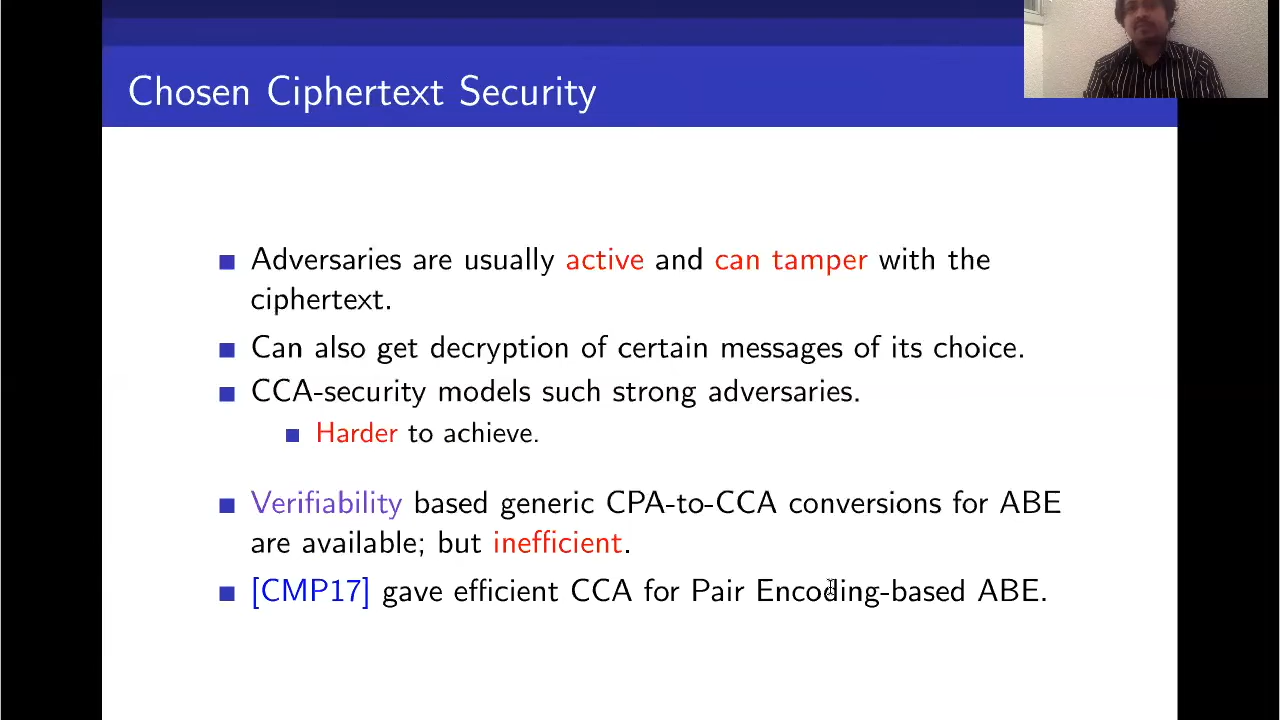 Chosen Ciphertext Security
Adversaries are usually active and can tamper with the
ciphertext.
Can also get decryption of certain messages of its choice.
CCA-security models such strong adversaries.
Harder to achieve.
Verifiability based generic CPA-to-CCA conversions for ABE
are available; but inefficient.
[CMP17] gave efficient CCA for Pair Encoding-based ABE.